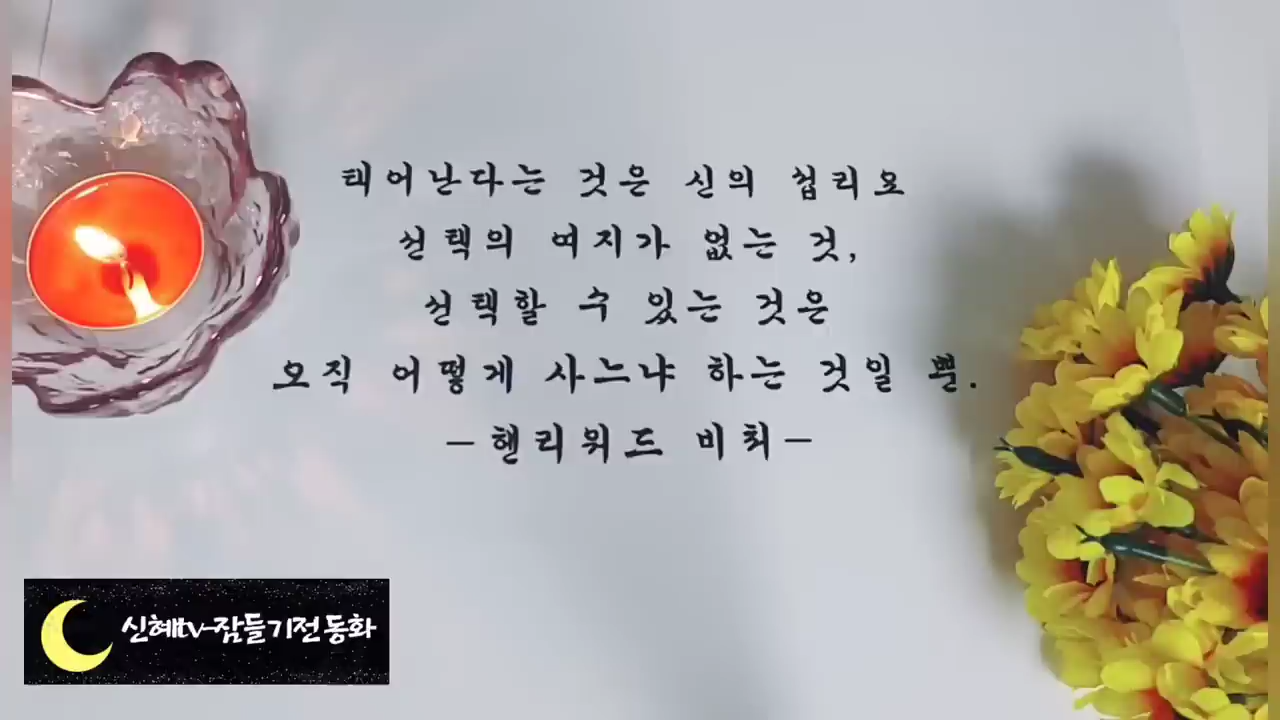 태어난다는 것은 신의 섭리요
선택의 여지가 없는 것,
선택할 수 있는 것은
오직 어떻게 사느냐 하는 것일 뿐.
-헨리워드 비쳐-
신혜tv-잠들기전동화